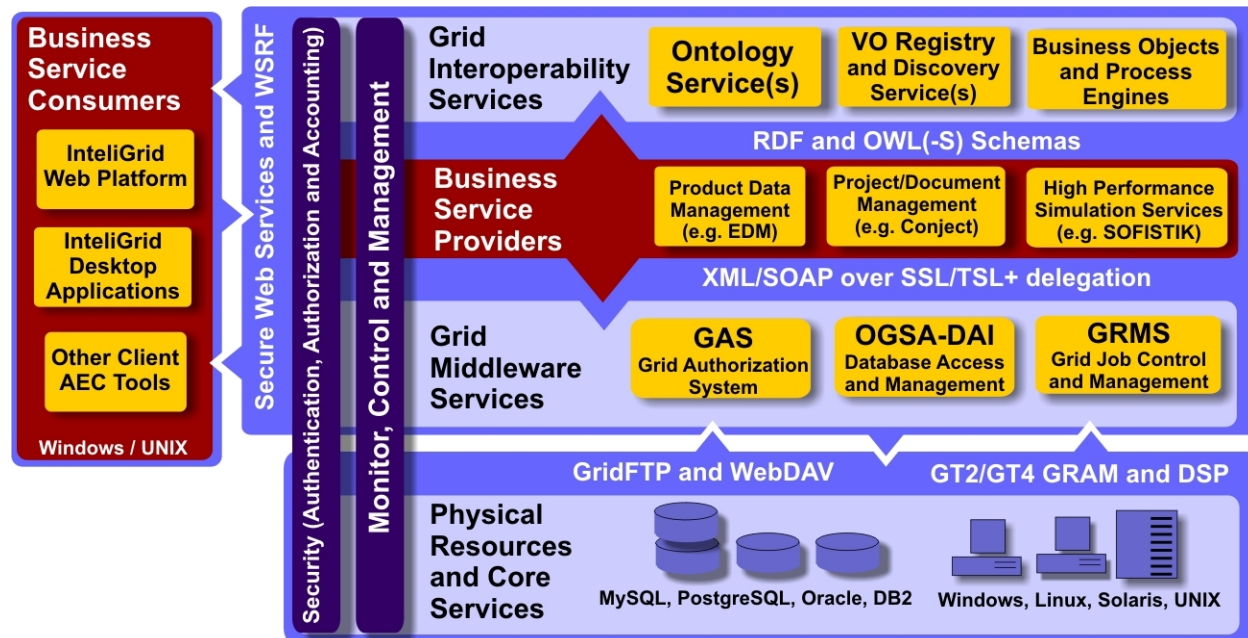 Business
Service
Consumers
InteliGrid
Web Platform
InteliGrid
Desktop
Applications
Other Client
AEC Tools
Windows / UNIX
Secure Web Services and WSRF
Security (Authentication, Authorization and Accounting)
Monitor, Control and Management
Grid
Interoperability
Services
Ontology
Service(s)
VO Registry
and Discovery
Service(s)
Business Objects
and Process
Engines
RDF and OWL(-S) Schemas
Business
Service
Providers
Product Data
Management
(e.g. EDM)
Project/Document
Management
(e.g. Conject)
High Performance
Simulation Services
(e.g. SOFISTIK)
XML/SOAP over SSL/TSL+ delegation
Grid
Middleware
Services
GAS
Grid Authorization
System
OGSA-DAI
Database Access
and Management
GRMS
Grid Job Control
and Management
GridFTP and WebDAV
GT2/GT4 GRAM and DSP
Physical
Resources
and Core
Services
MySQL, PostgreSQL, Oracle, DB2
Windows, Linux, Solaris, UNIX